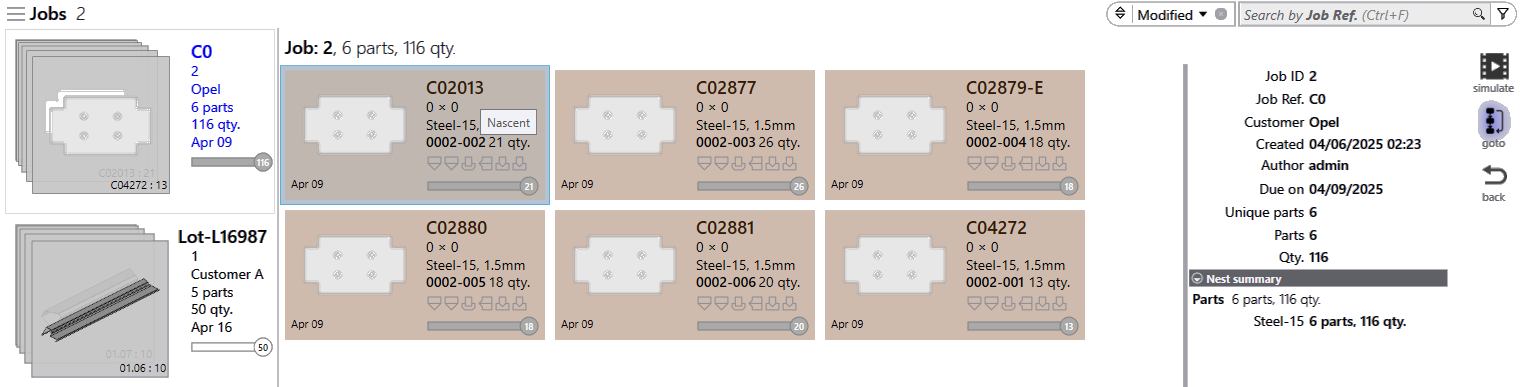 Jobs 2
Modified
Search by Job Ref. (Ctrl+F)
C0
2
Opel
6 parts
116 qty.
Apr 09
116
C02013 : 21
C04272 : 13
Lot-L16987
1
Customer A
5 parts
50 qty.
Apr 16
50
01.07 : 10
01.06 : 10
Job: 2, 6 parts, 116 qty.
C02013
0 × 0
Steel-15,
Nascent
0002-002 21 qty.
Apr 09
21
C02877
0 × 0
Steel-15, 1.5mm
0002-003 26 qty.
Apr 09
26
C02879-E
0 × 0
Steel-15, 1.5mm
0002-004 18 qty.
Apr 09
18
C02880
0 × 0
Steel-15, 1.5mm
0002-005 18 qty.
Apr 09
18
C02881
0 × 0
Steel-15, 1.5mm
0002-006 20 qty.
Apr 09
20
C04272
0 × 0
Steel-15, 1.5mm
0002-001 13 qty.
Apr 09
13
Job ID 2
Job Ref. C0
Customer Opel
Created 04/06/2025 02:23
Author admin
Due on 04/09/2025
Unique parts 6
Parts 6
Qty. 116
Nest summary
Parts 6 parts, 116 qty.
Steel-15 6 parts, 116 qty.
simulate
goto
back